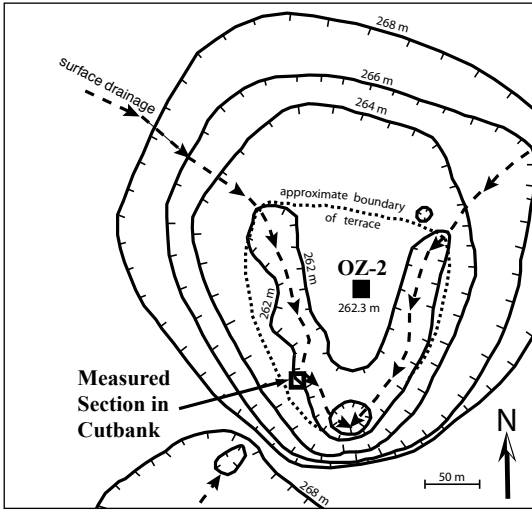 268 m
surface drainage
266 m
264 m
approximate boundary
of terrace
262 m
OZ-2
262 m
262.3 m
Measured
Section in
Cutbank
N
268 m
50 m